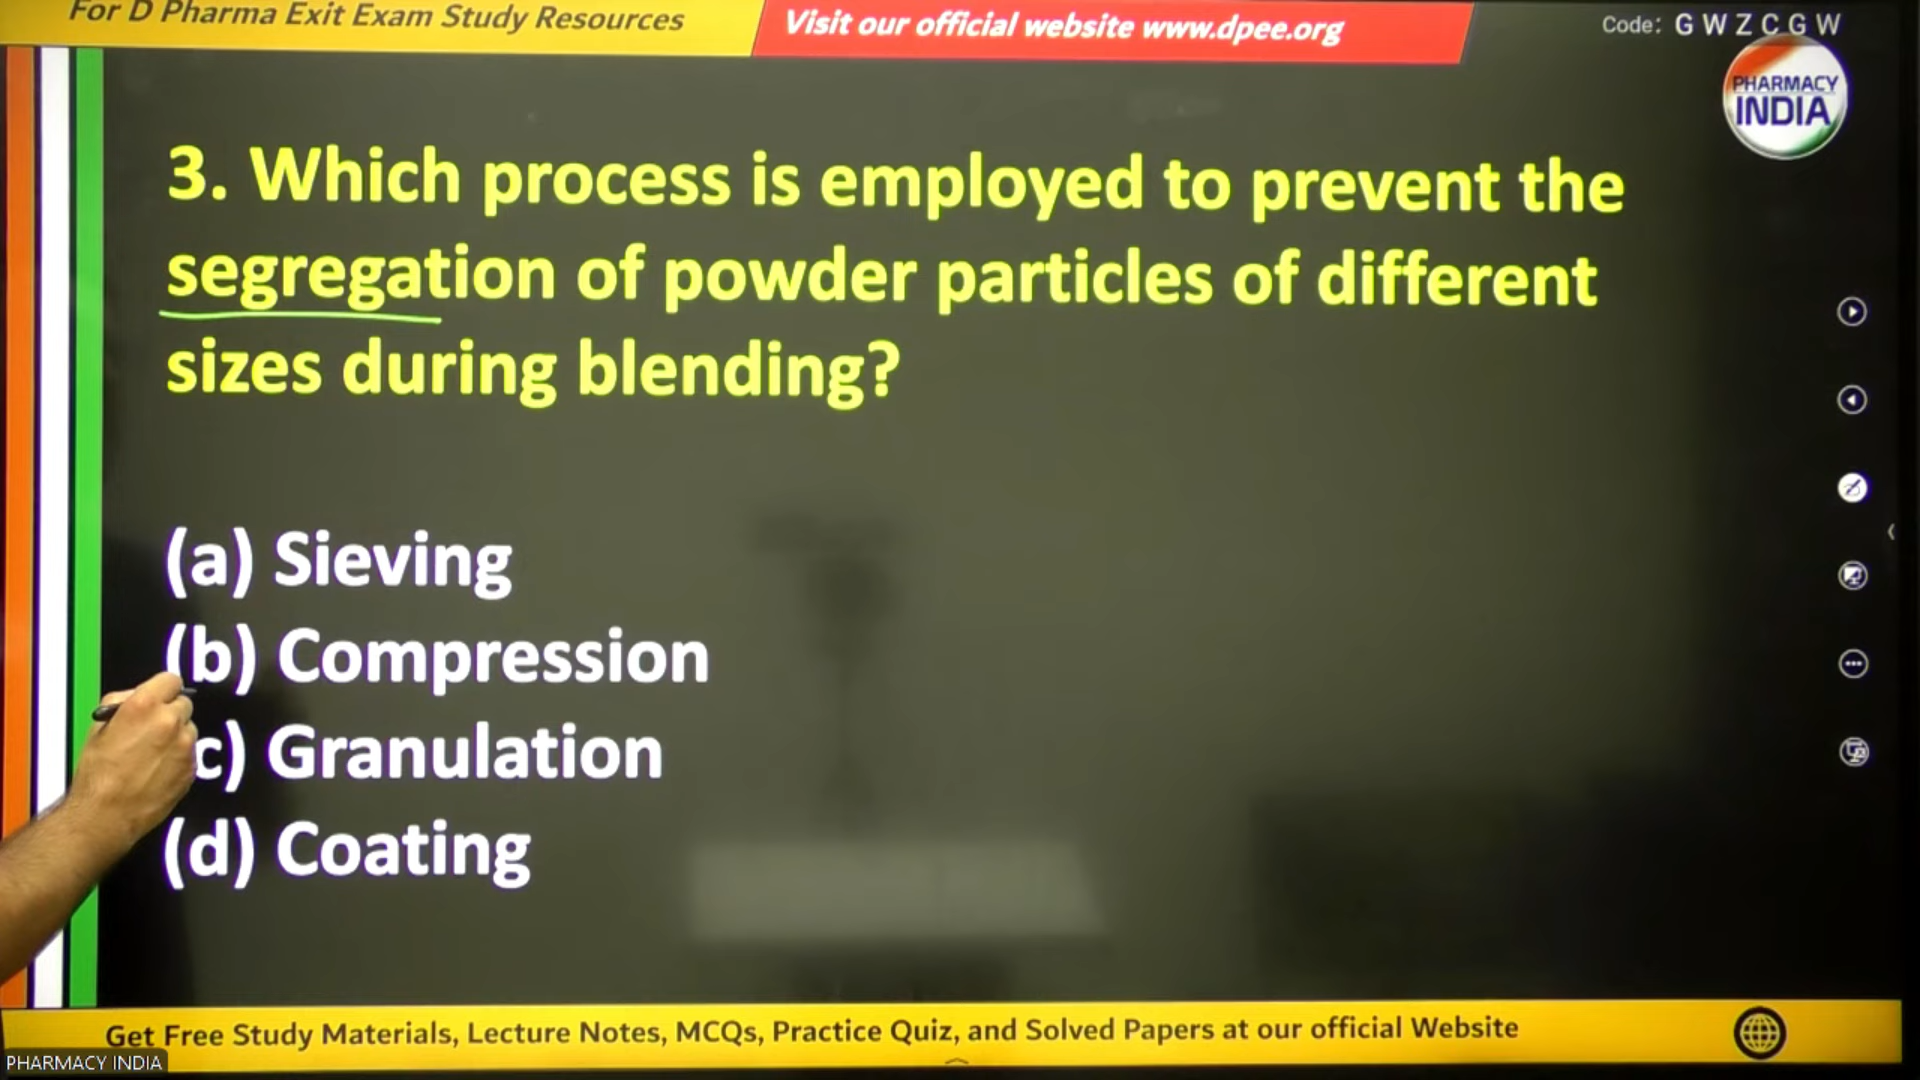 For D Pharma Exit Exam Study Resources
Visit our official website www.dpee.org
Code: G W Z C G W
PHARMACY
INDIA
3. Which process is employed to prevent the
segregation of powder particles of different
sizes during blending?
(a) Sieving
(b) Compression
c) Granulation
(d) Coating
Get Free Study Materials, Lecture Notes, MCQs, Practice Quiz, and Solved Papers at our official Website
PHARMACY INDIA